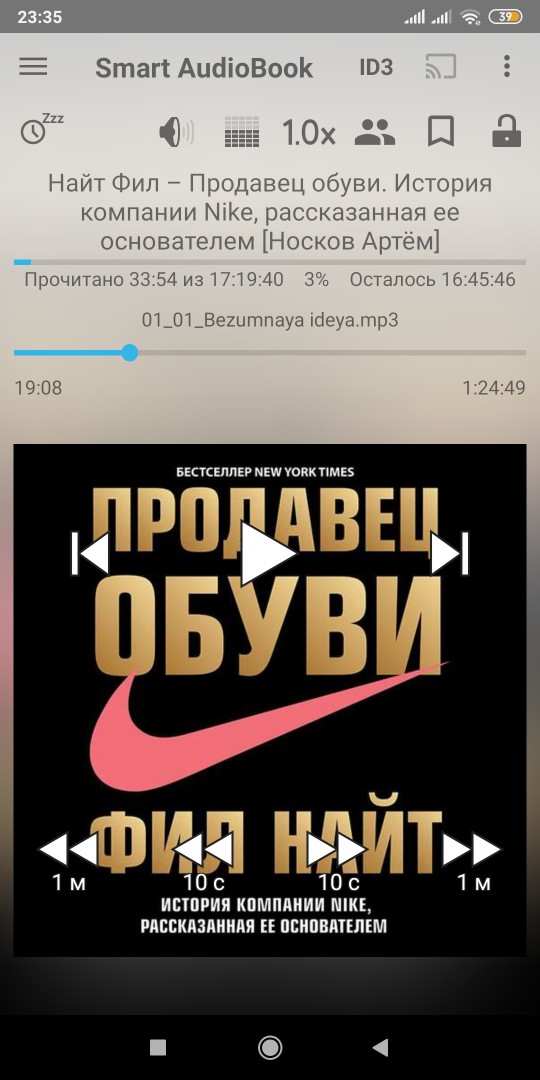 23:35
39
Smart AudioBook
ID3
Zzz
1.0x
Найт Фил – Продавец обуви. История
компании Nike, рассказанная ее
основателем [Носков Артём]
Прочитано 33:54 из 17:19:40 3% Осталось 16:45:46
01_01_Bezumnaya ideya.mp3
19:08 1:24:49
БЕСТСЕЛЛЕР NEW YORK TIMES
ПРОДАВЕЦ
ОБУВИ
ФИЛ НАЙТ
1 м 10 с 10 с 1 м
ИСТОРИЯ КОМПАНИИ NIKE,
РАССКАЗАННАЯ ЕЕ ОСНОВАТЕЛЕМ